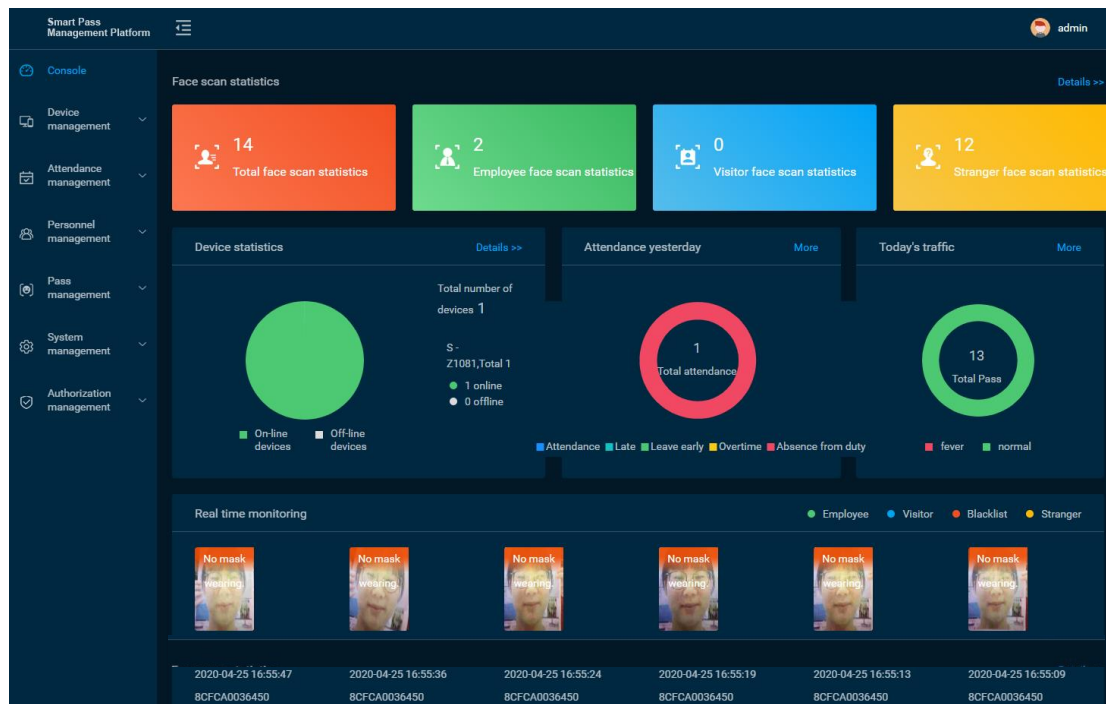 Smart Pass
Management Platform
admin
Console
Device
management
Attendance
management
Personnel
management
Pass
management
System
management
Authorization
management
Face scan statistics
Details >>
14
Total face scan statistics
2
Employee face scan statistics
0
Visitor face scan statistics
12
Stranger face scan statistics
Device statistics
Details >>
Total number of
devices 1
S -
Z1081,Total 1
1 online
0 offline
On-line
devices
Off-line
devices
Attendance yesterday
More
1
Total attendance
Attendance Late Leave early Overtime Absence from duty
Today's traffic
More
13
Total Pass
fever normal
Real time monitoring
Employee Visitor Blacklist Stranger
No mask
wearing.
No mask
wearing.
No mask
wearing.
No mask
wearing.
No mask
wearing.
No mask
wearing.
2020-04-25 16:55:47
8CFCA0036450
2020-04-25 16:55:36
8CFCA0036450
2020-04-25 16:55:24
8CFCA0036450
2020-04-25 16:55:19
8CFCA0036450
2020-04-25 16:55:13
8CFCA0036450
2020-04-25 16:55:09
8CFCA0036450